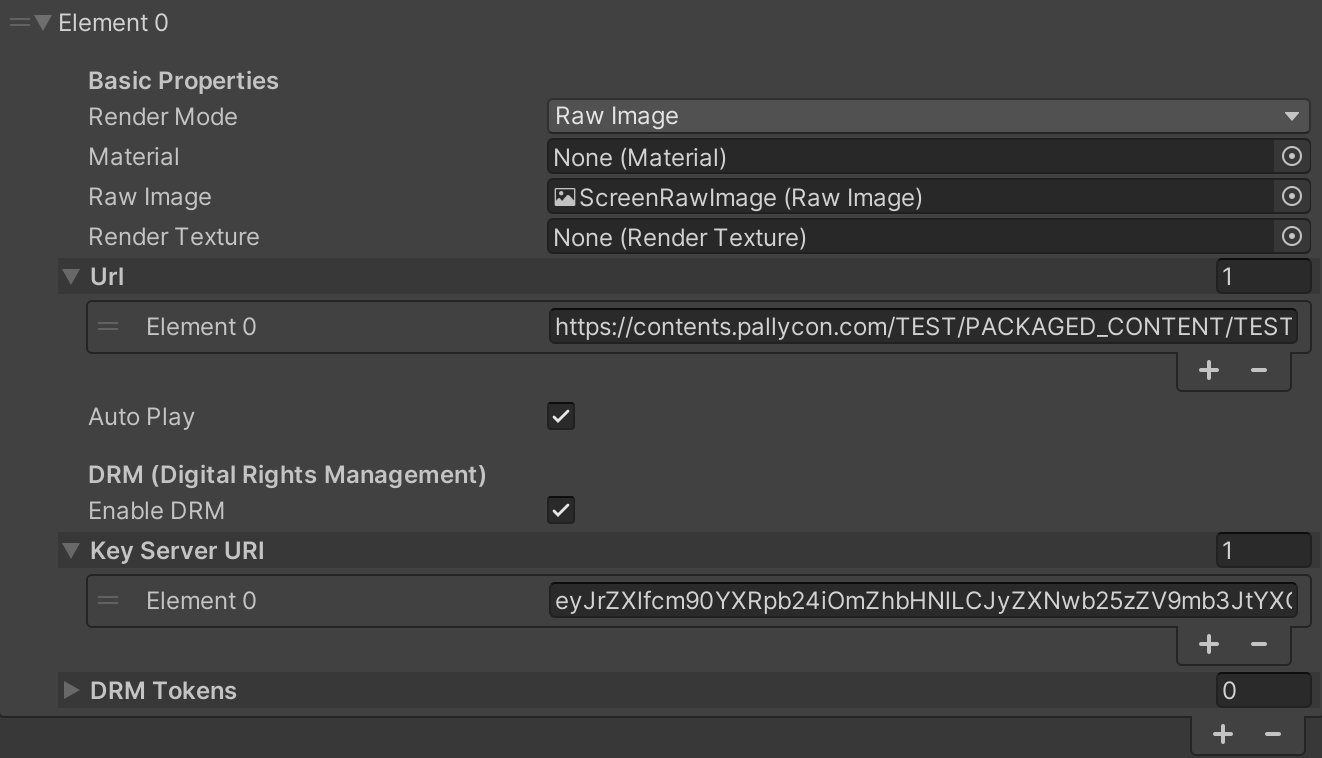 Element 0
Basic Properties
Render Mode Raw Image
Material None (Material)
Raw Image ScreenRawImage (Raw Image)
Render Texture None (Render Texture)
Url 1
Element 0 https://contents.pallycon.com/TEST/PACKAGED_CONTENT/TEST
+ −
Auto Play
DRM (Digital Rights Management)
Enable DRM
Key Server URI 1
Element 0 eyJrZXlfcm90YXRpb24iOmZhbHNlLCJyZXNwb25zZV9mb3JtYXQ
+ −
DRM Tokens 0
+ −